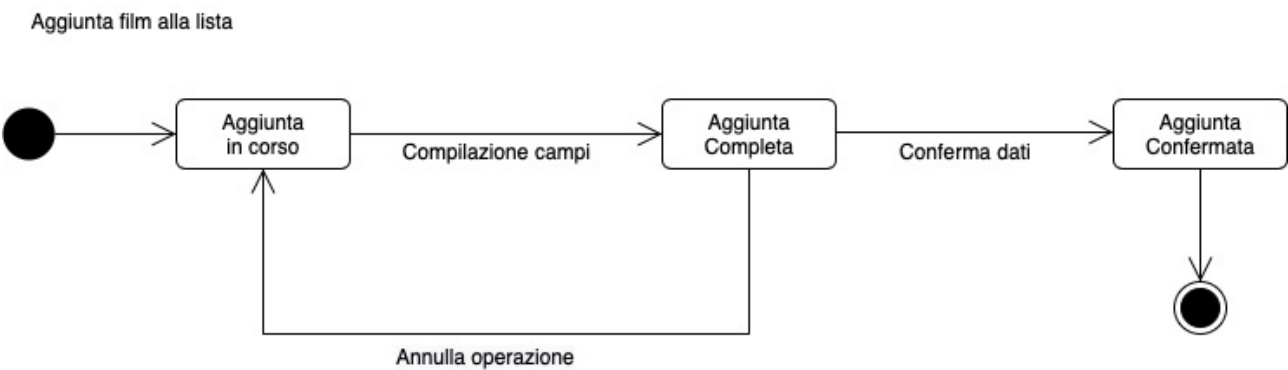 Aggiunta film alla lista
Aggiunta
in corso
Compilazione campi
Aggiunta
Completa
Conferma dati
Aggiunta
Confermata
Annulla operazione